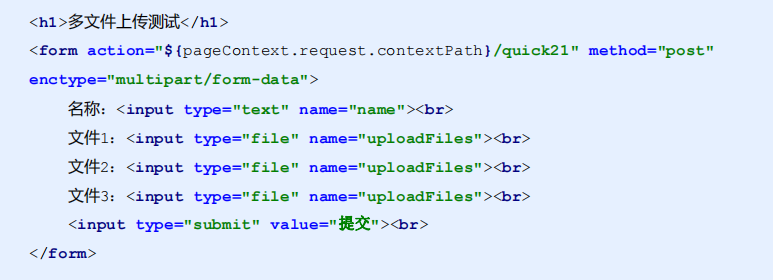 <h1>多文件上传测试</h1>
<form action="${pageContext.request.contextPath}/quick21" method="post"
enctype="multipart/form-data">
名称：<input type="text" name="name"><br>
文件1：<input type="file" name="uploadFiles"><br>
文件2：<input type="file" name="uploadFiles"><br>
文件3：<input type="file" name="uploadFiles"><br>
<input type="submit" value="提交"><br>
</form>